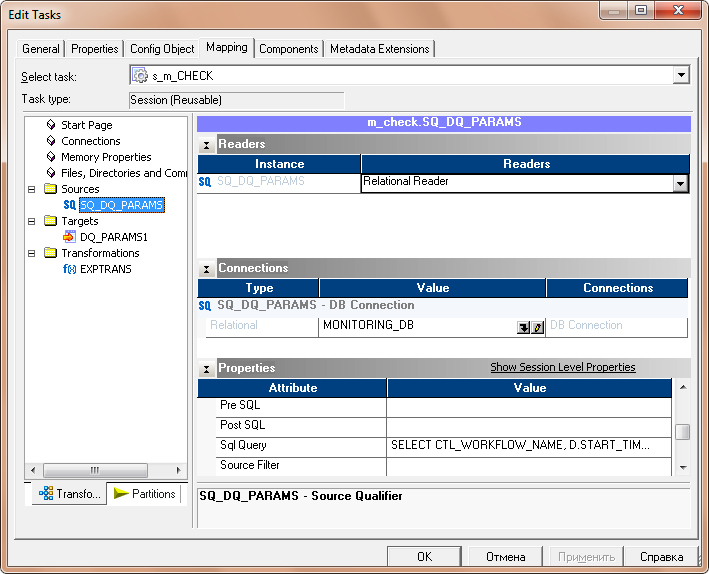 Edit Tasks
General Properties Config Object Mapping Components Metadata Extensions
Select task: s_m_CHECK
Task type: Session (Reusable)
Start Page
Connections
Memory Properties
Files, Directories and Com
Sources
SQ SQ_DQ_PARAMS
Targets
DQ_PARAMS1
Transformations
f(x) EXPTRANS
Transfo... Partitions
m_check.SQ_DQ_PARAMS
Readers
Instance Readers
SQ SQ_DQ_PARAMS Relational Reader
Connections
Type Value Connections
SQ SQ_DQ_PARAMS - DB Connection
Relational MONITORING_DB DB Connection
Properties Show Session Level Properties
Attribute Value
Pre SQL
Post SQL
Sql Query SELECT CTL_WORKFLOW_NAME, D.START_TIM...
Source Filter
SQ_DQ_PARAMS - Source Qualifier
OK Отмена Применить Справка